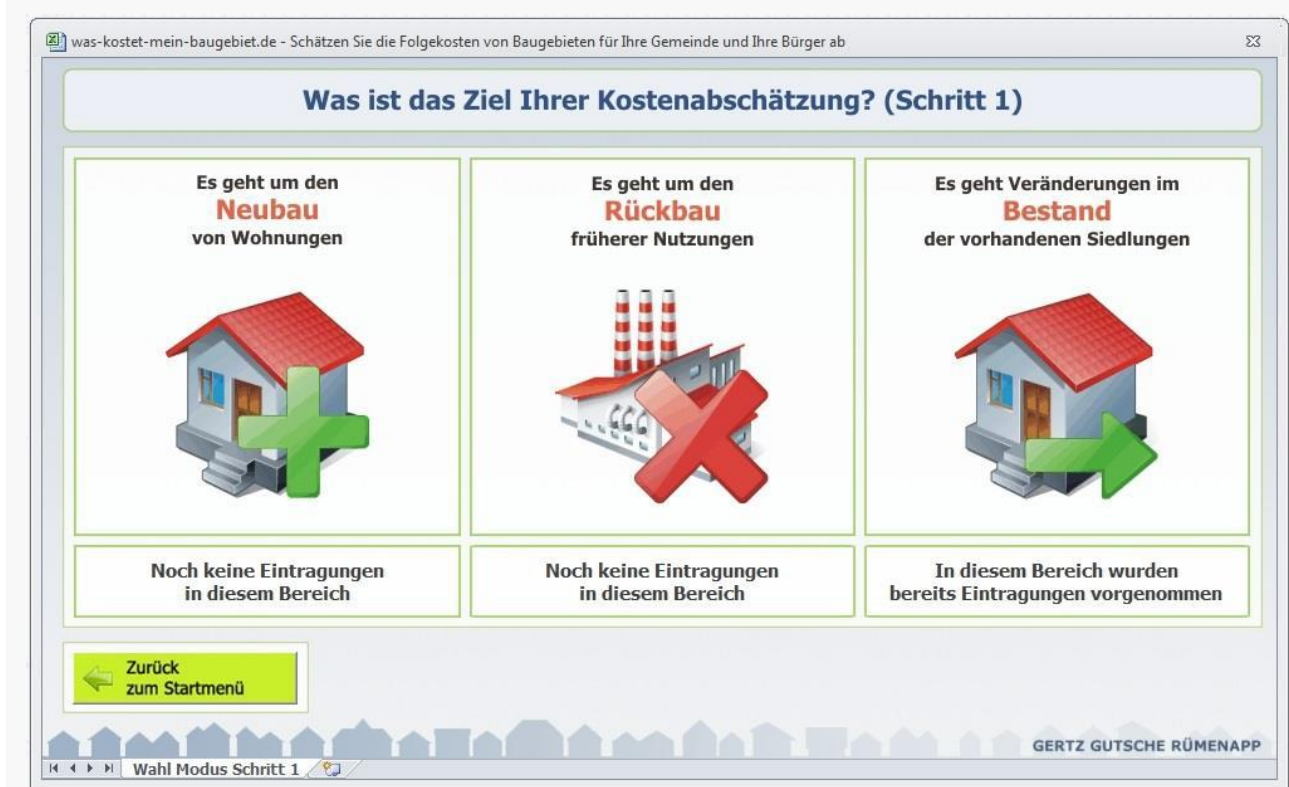 was-kostet-mein-baugebiet.de - Schätzen Sie die Folgekosten von Baugebieten für Ihre Gemeinde und Ihre Bürger ab
Was ist das Ziel Ihrer Kostenabschätzung? (Schritt 1)
Es geht um den
Neubau
von Wohnungen
Es geht um den
Rückbau
früherer Nutzungen
Es geht Veränderungen im
Bestand
der vorhandenen Siedlungen
Noch keine Eintragungen
in diesem Bereich
Noch keine Eintragungen
in diesem Bereich
In diesem Bereich wurden
bereits Eintragungen vorgenommen
Zurück
zum Startmenü
GERTZ GUTSCHE RÜMENAPP
Wahl Modus Schritt 1